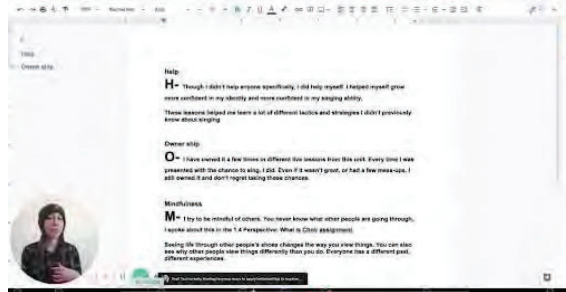 Help
Owner ship
Help
H- Though I didn't help anyone specifically, I did help myself. I helped myself grow
more confident in my identity and more confident in my singing ability.
These lessons helped me learn a lot of different tactics and strategies I didn't previously
know about singing
Owner ship
O- I have owned it a few times in different live lessons from this unit. Every time I was
presented with the chance to sing, I did. Even if it wasn't great, or had a few mess-ups, I
still owned it and don't regret taking those chances.
Mindfulness
M- I try to be mindful of others. You never know what other people are going through,
I spoke about this in the 1.4 Perspective: What is Choir assignment.
Seeing life through other people's shoes changes the way you view things. You can also
see why other people view things differently than you do. Everyone has a different past,
different experiences.